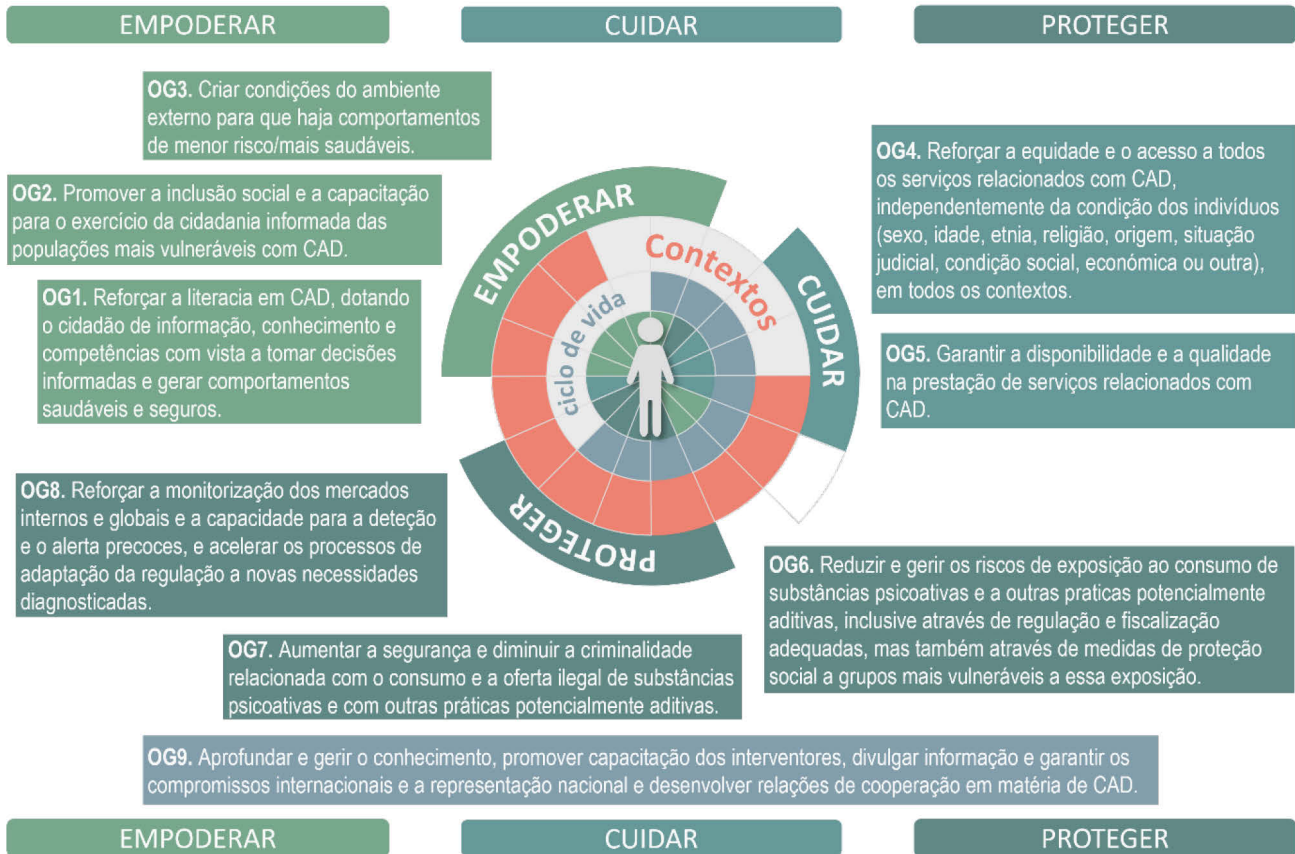 EMPODERAR
CUIDAR
PROTEGER
OG3. Criar condições do ambiente
externo para que haja comportamentos
de menor risco/mais saudáveis.
OG2. Promover a inclusão social e a capacitação
para o exercício da cidadania informada das
populações mais vulneráveis com CAD.
OG1. Reforçar a literacia em CAD, dotando
o cidadão de informação, conhecimento e
competências com vista a tomar decisões
informadas e gerar comportamentos
saudáveis e seguros.
EMPODERAR
Contextos
ciclo de vida
CUIDAR
PROTEGER
OG4. Reforçar a equidade e o acesso a todos
os serviços relacionados com CAD,
independentemente da condição dos indivíduos
(sexo, idade, etnia, religião, origem, situação
judicial, condição social, económica ou outra),
em todos os contextos.
OG5. Garantir a disponibilidade e a qualidade
na prestação de serviços relacionados com
CAD.
OG8. Reforçar a monitorização dos mercados
internos e globais e a capacidade para a deteção
e o alerta precoces, e acelerar os processos de
adaptação da regulação a novas necessidades
diagnosticadas.
OG6. Reduzir e gerir os riscos de exposição ao consumo de
substâncias psicoativas e a outras praticas potencialmente
aditivas, inclusive através de regulação e fiscalização
adequadas, mas também através de medidas de proteção
social a grupos mais vulneráveis a essa exposição.
OG7. Aumentar a segurança e diminuir a criminalidade
relacionada com o consumo e a oferta ilegal de substâncias
psicoativas e com outras práticas potencialmente aditivas.
OG9. Aprofundar e gerir o conhecimento, promover capacitação dos interventores, divulgar informação e garantir os
compromissos internacionais e a representação nacional e desenvolver relações de cooperação em matéria de CAD.
EMPODERAR
CUIDAR
PROTEGER